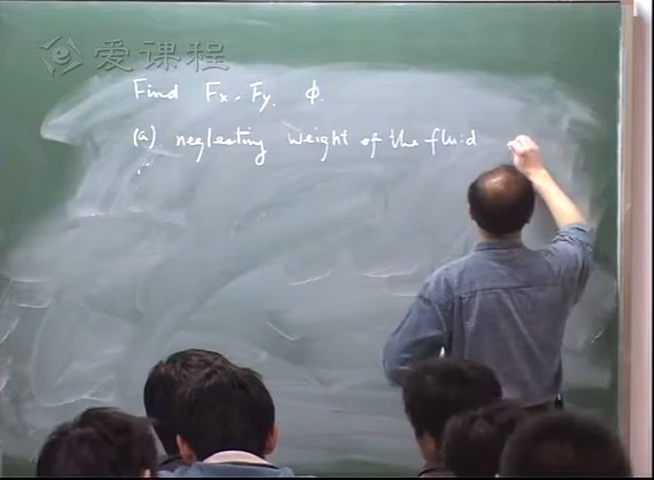 爱课程
Find Fx. Fy. ϕ.
(a). neglecting weight of the fluid